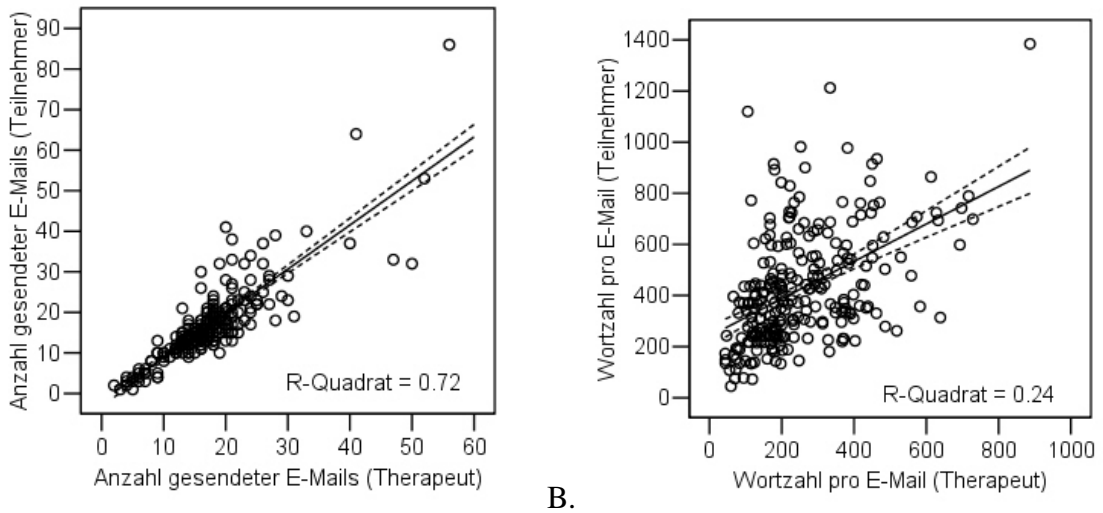 Anzahl gesendeter E-Mails (Teilnehmer)
90
80
70
60
50
40
30
20
10
0
R-Quadrat = 0.72
0 10 20 30 40 50 60
Anzahl gesendeter E-Mails (Therapeut)
B.
Wortzahl pro E-Mail (Teilnehmer)
1400
1200
1000
800
600
400
200
0
R-Quadrat = 0.24
0 200 400 600 800 1000
Wortzahl pro E-Mail (Therapeut)